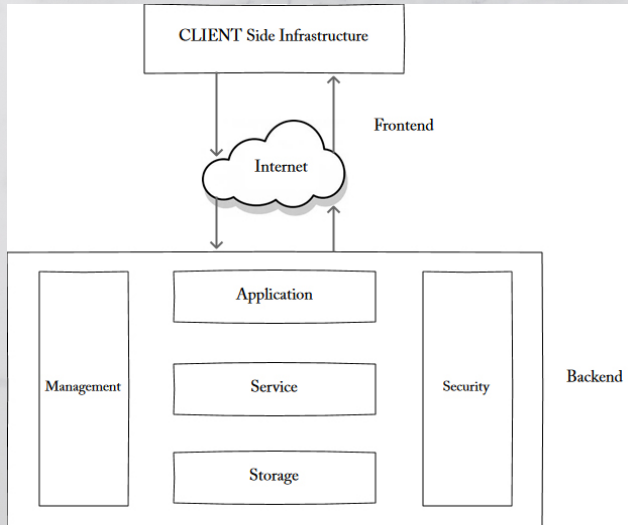 CLIENT Side Infrastructure
Frontend
Internet
Application
Management
Service
Security
Backend
Storage